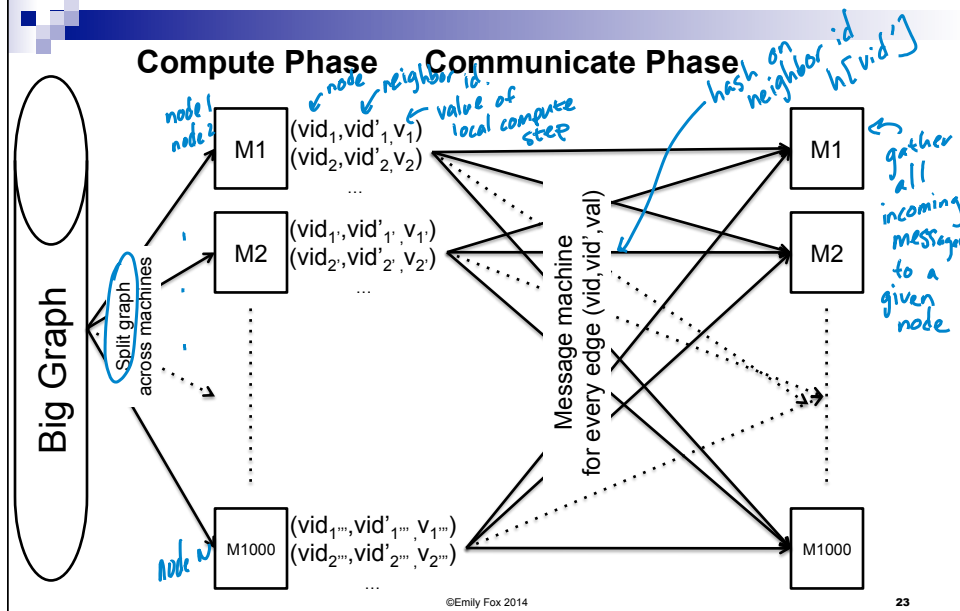 Compute Phase Communicate Phase
node
neighbor id.
value of
local compute
step
hash on
neighbor id
h[vid']
node 1
node 2
M1
(vid₁,vid'₁,v₁)
(vid₂,vid'₂,v₂)
...
M2
(vid₁',vid'₁',v₁')
(vid₂',vid'₂',v₂')
...
node N
M1000
(vid₁''',vid'₁''',v₁''')
(vid₂''',vid'₂''',v₂''')
...
Big Graph
Split graph
across machines
Message machine
for every edge (vid,vid',val)
M1
M2
M1000
gather
all
incoming
messages
to a
given
node
©Emily Fox 2014
23